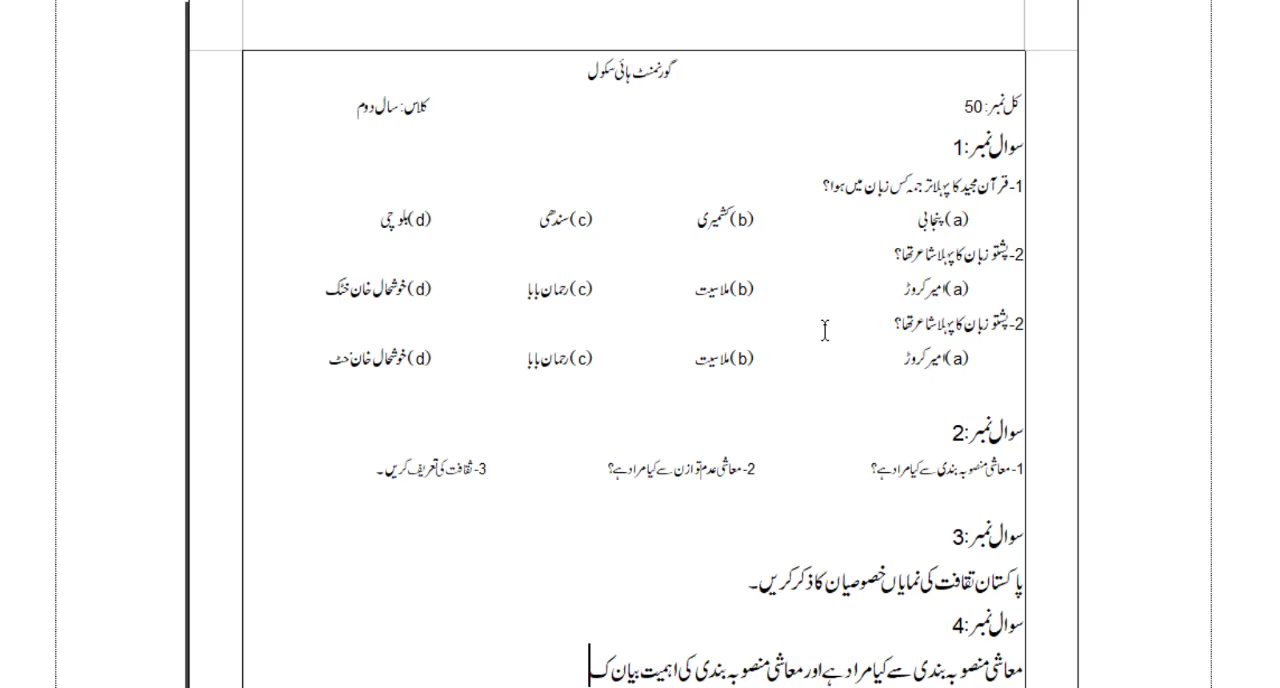 گورنمنٹ ہائی سکول
کل نمبر: 50 کلاس: سال دوم
سوال نمبر :1
1-قرآن مجید کا پہلا ترجمہ کس زبان میں ہوا؟
(a) پنجابی (b) کشمیری (c) سندھی (d) بلوچی
2-پشتو زبان کا پہلا شاعر تھا؟
(a) امیر کروڑ (b) ملاسیت (c) رحمان بابا (d) خوشحال خان خٹک
2-پشتو زبان کا پہلا شاعر تھا؟
(a) امیر کروڑ (b) ملاسیت (c) رحمان بابا (d) خوشحال خان
سوال نمبر :2
1-معاشی منصوبہ بندی سے کیا مراد ہے؟ 2-معاشی عدم توازن سے کیا مراد ہے؟ 3-ثقافت کی تعریف کریں۔
سوال نمبر :3
پاکستان ثقافت کی نمایاں خصوصیان کا ذکر کریں۔
سوال نمبر :4
معاشی منصوبہ بندی سے کیا مراد ہے اور معاشی منصوبہ بندی کی اہمیت بیان ک